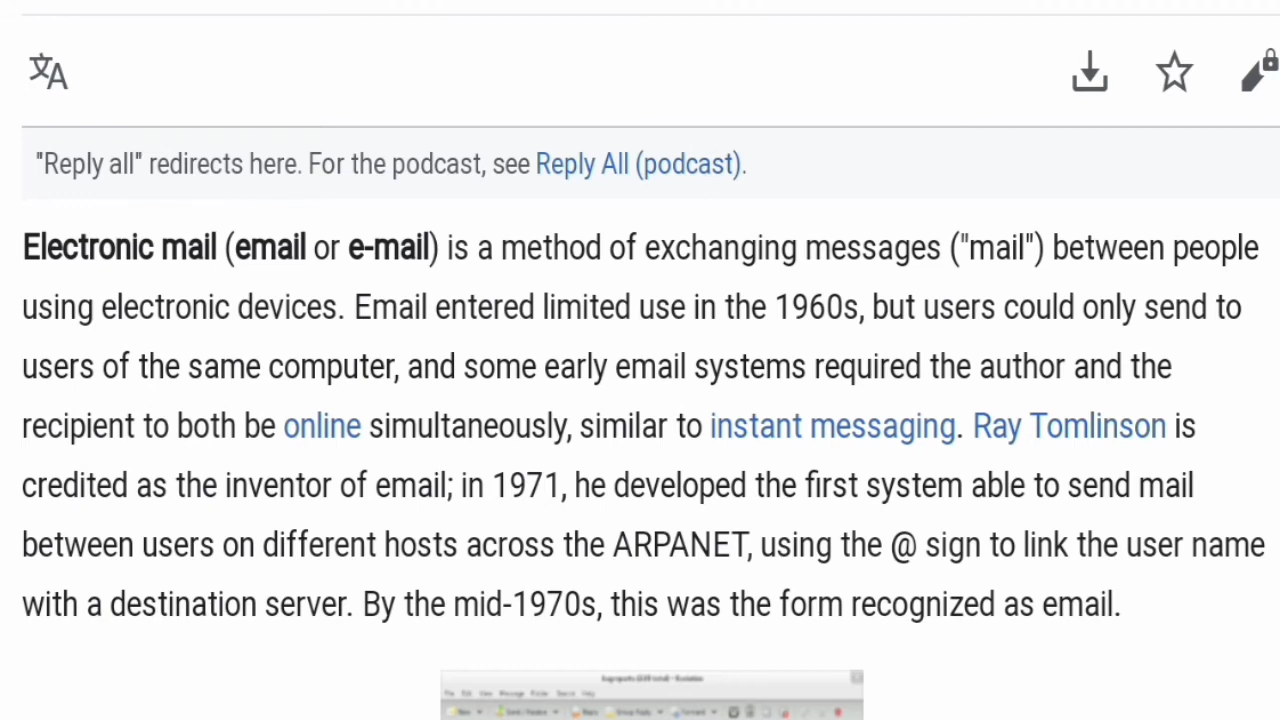 "Reply all" redirects here. For the podcast, see Reply All (podcast).
Electronic mail (email or e-mail) is a method of exchanging messages ("mail") between people
using electronic devices. Email entered limited use in the 1960s, but users could only send to
users of the same computer, and some early email systems required the author and the
recipient to both be online simultaneously, similar to instant messaging. Ray Tomlinson is
credited as the inventor of email; in 1971, he developed the first system able to send mail
between users on different hosts across the ARPANET, using the @ sign to link the user name
with a destination server. By the mid-1970s, this was the form recognized as email.